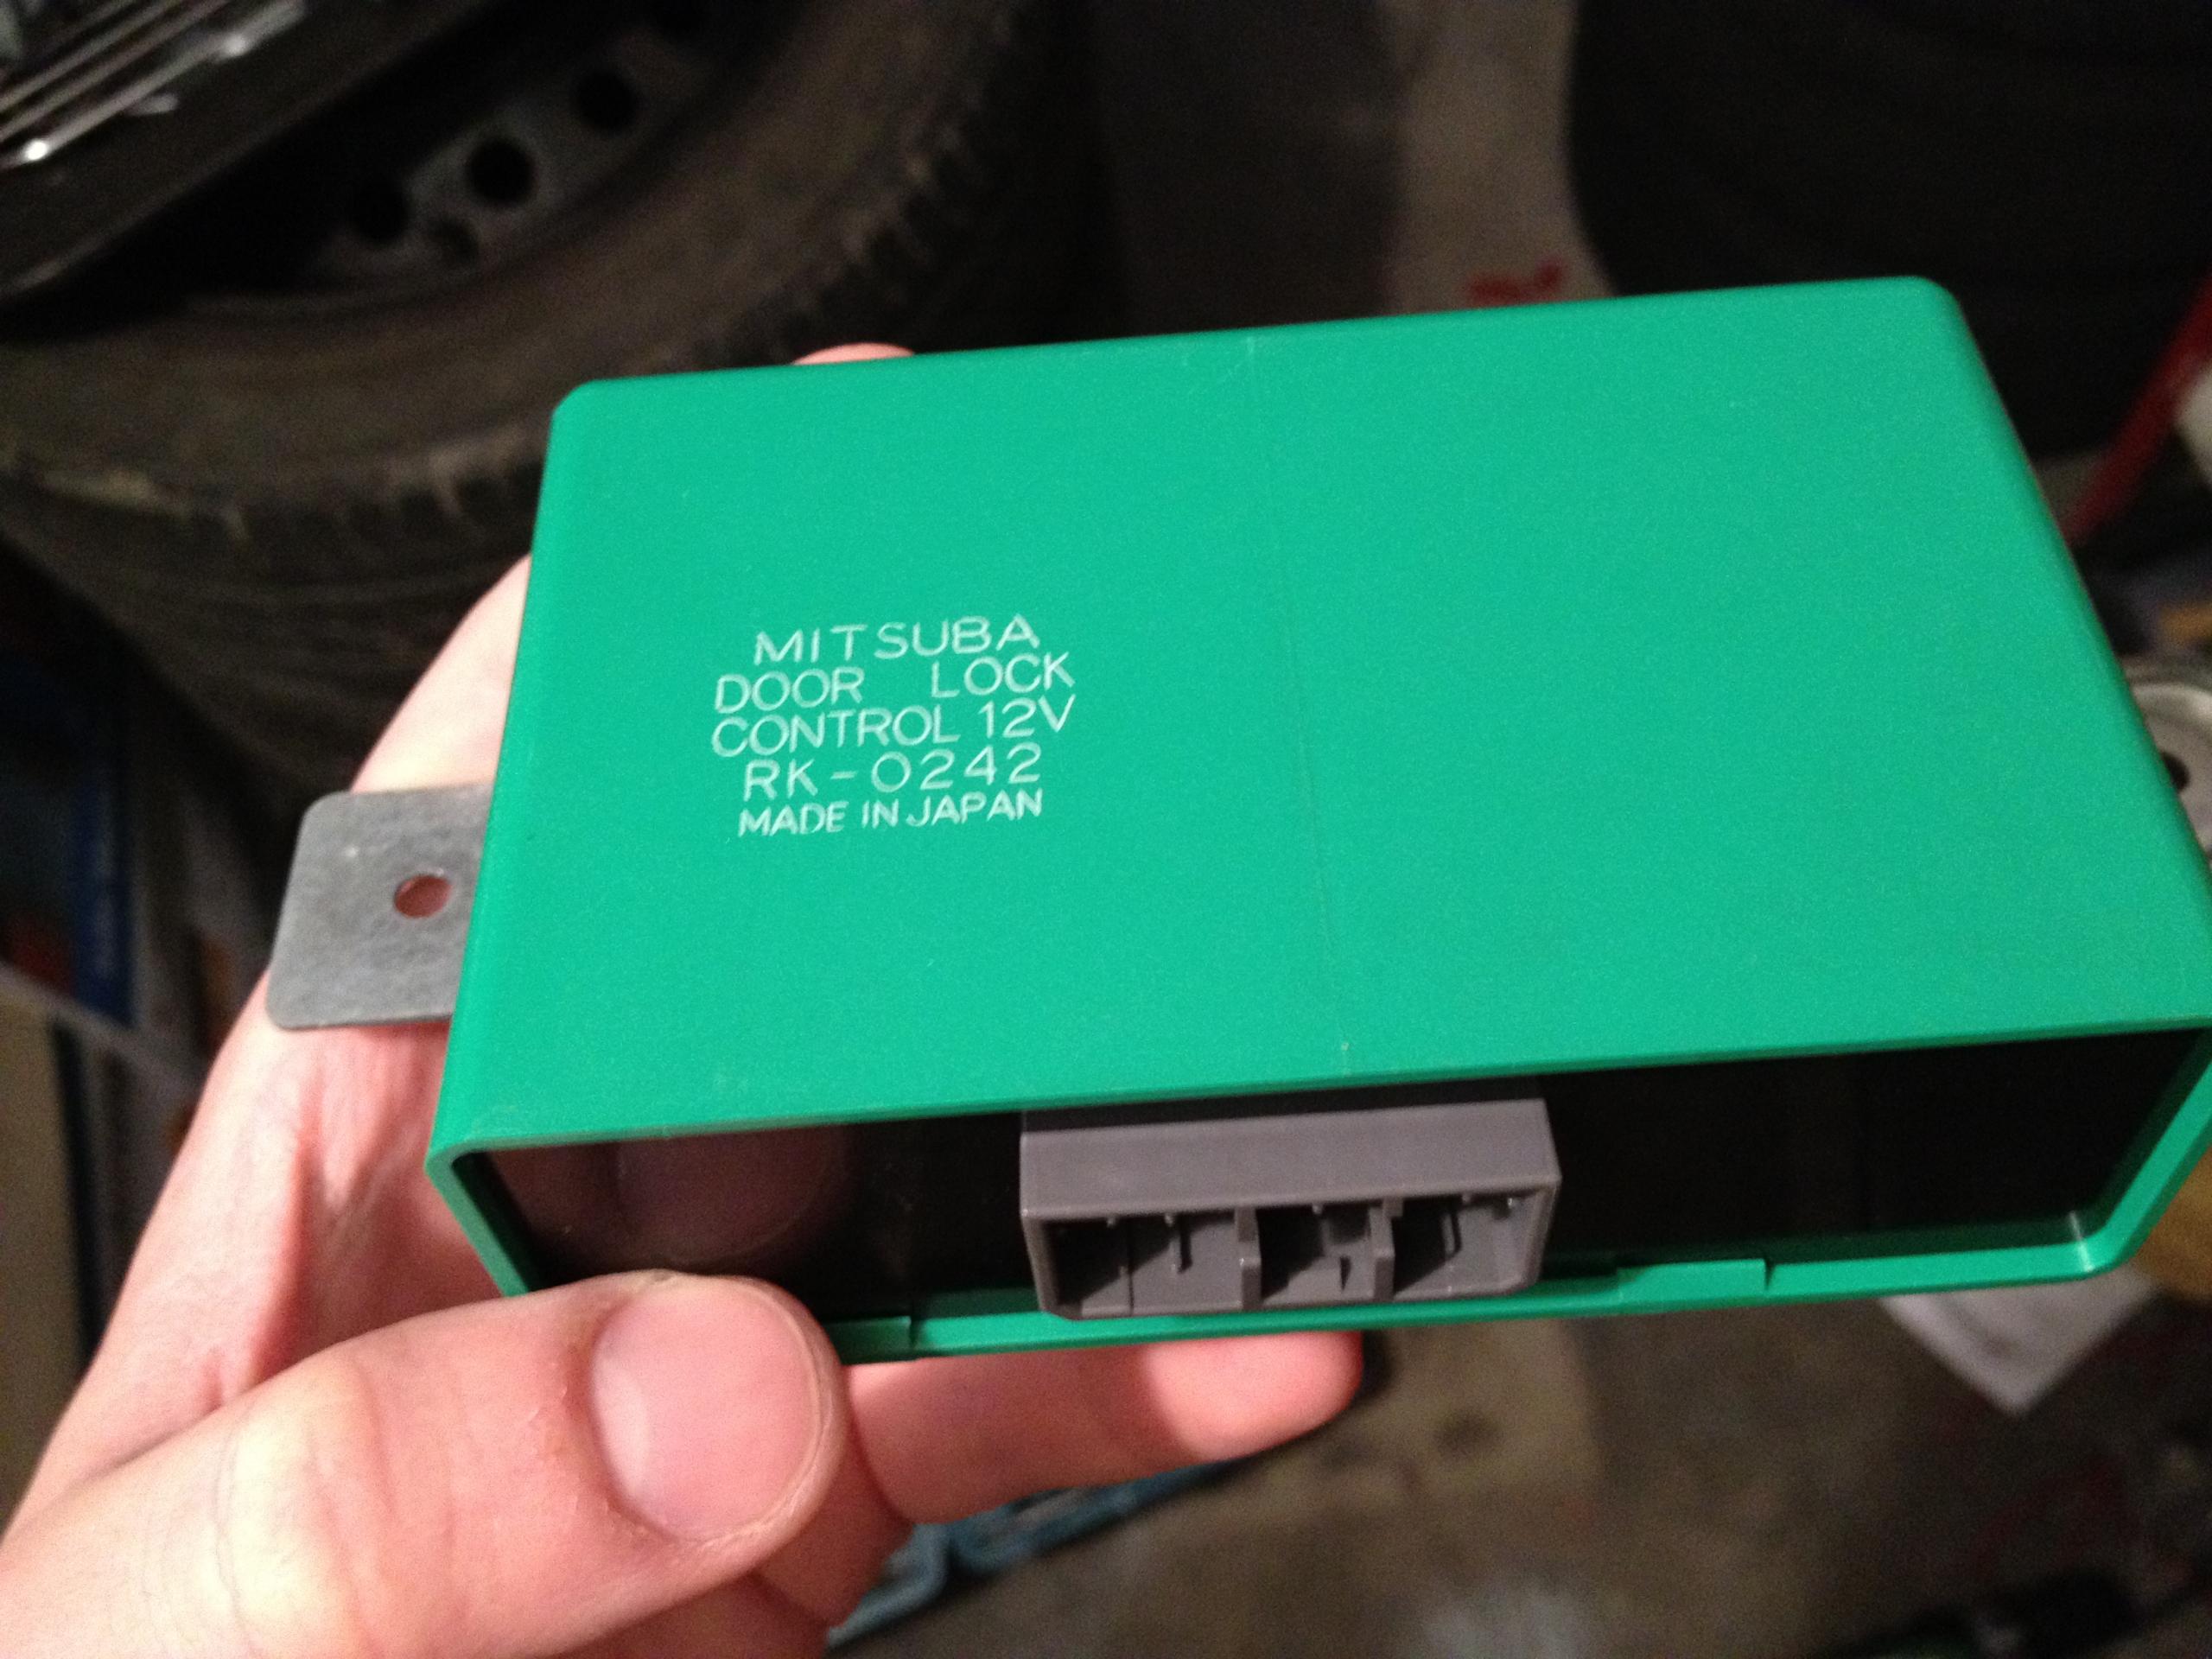 MITSUBA
DOOR LOCK
CONTROL 12V
RK-0242
MADE IN JAPAN